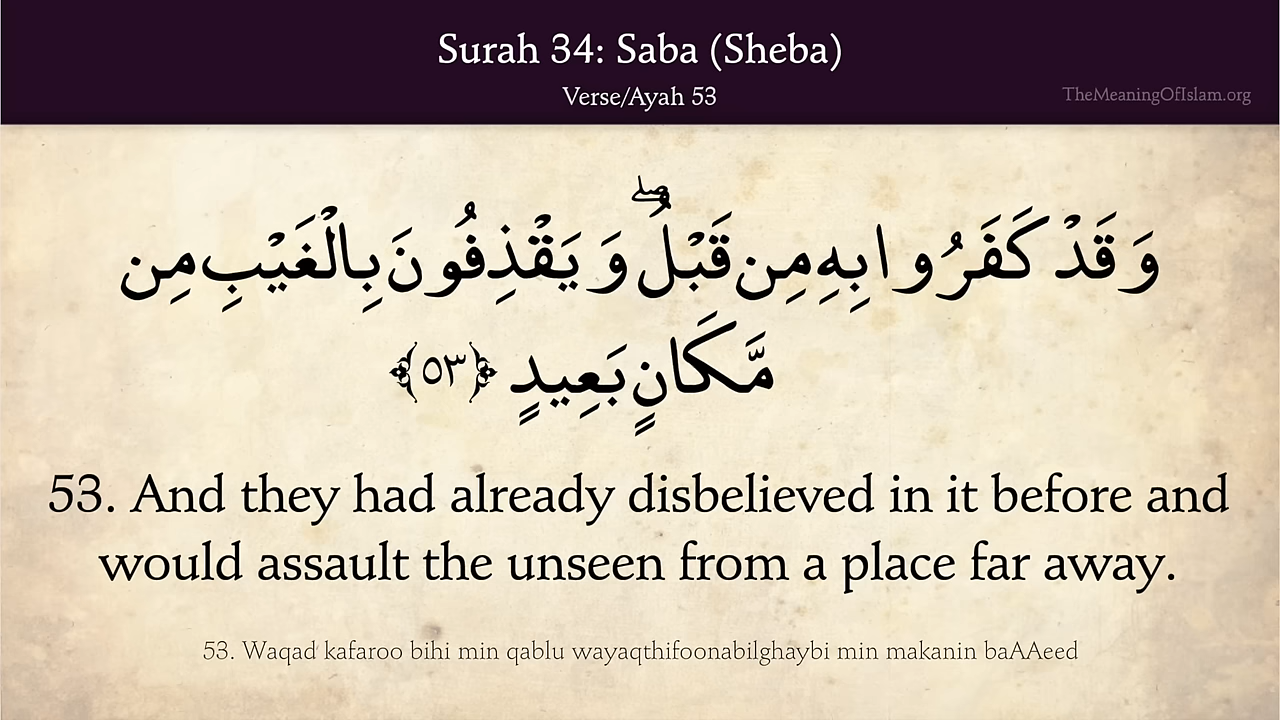 Surah 34: Saba (Sheba)
Verse/Ayah 53
TheMeaningOfIslam.org
وَقَدْ كَفَرُوا بِهِ مِن قَبْلُ ۖ وَيَقْذِفُونَ بِالْغَيْبِ مِن
مَّكَانٍ بَعِيدٍ ﴿٥٣﴾
53. And they had already disbelieved in it before and
would assault the unseen from a place far away.
53. Waqad kafaroo bihi min qablu wayaqthifoonabilghaybi min makanin baAAeed